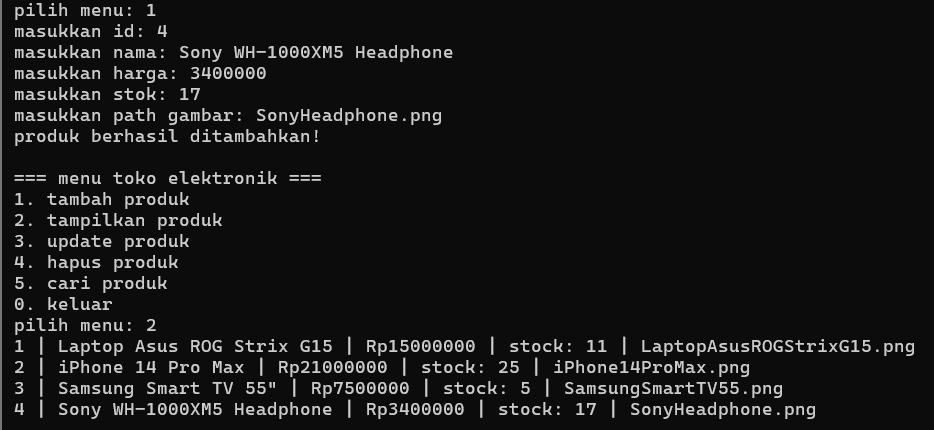 pilih menu: 1
masukkan id: 4
masukkan nama: Sony WH-1000XM5 Headphone
masukkan harga: 3400000
masukkan stok: 17
masukkan path gambar: SonyHeadphone.png
produk berhasil ditambahkan!
=== menu toko elektronik ===
1. tambah produk
2. tampilkan produk
3. update produk
4. hapus produk
5. cari produk
0. keluar
pilih menu: 2
1 | Laptop Asus ROG Strix G15 | Rp15000000 | stock: 11 | LaptopAsusROGStrixG15.png
2 | iPhone 14 Pro Max | Rp21000000 | stock: 25 | iPhone14ProMax.png
3 | Samsung Smart TV 55" | Rp7500000 | stock: 5 | SamsungSmartTV55.png
4 | Sony WH-1000XM5 Headphone | Rp3400000 | stock: 17 | SonyHeadphone.png